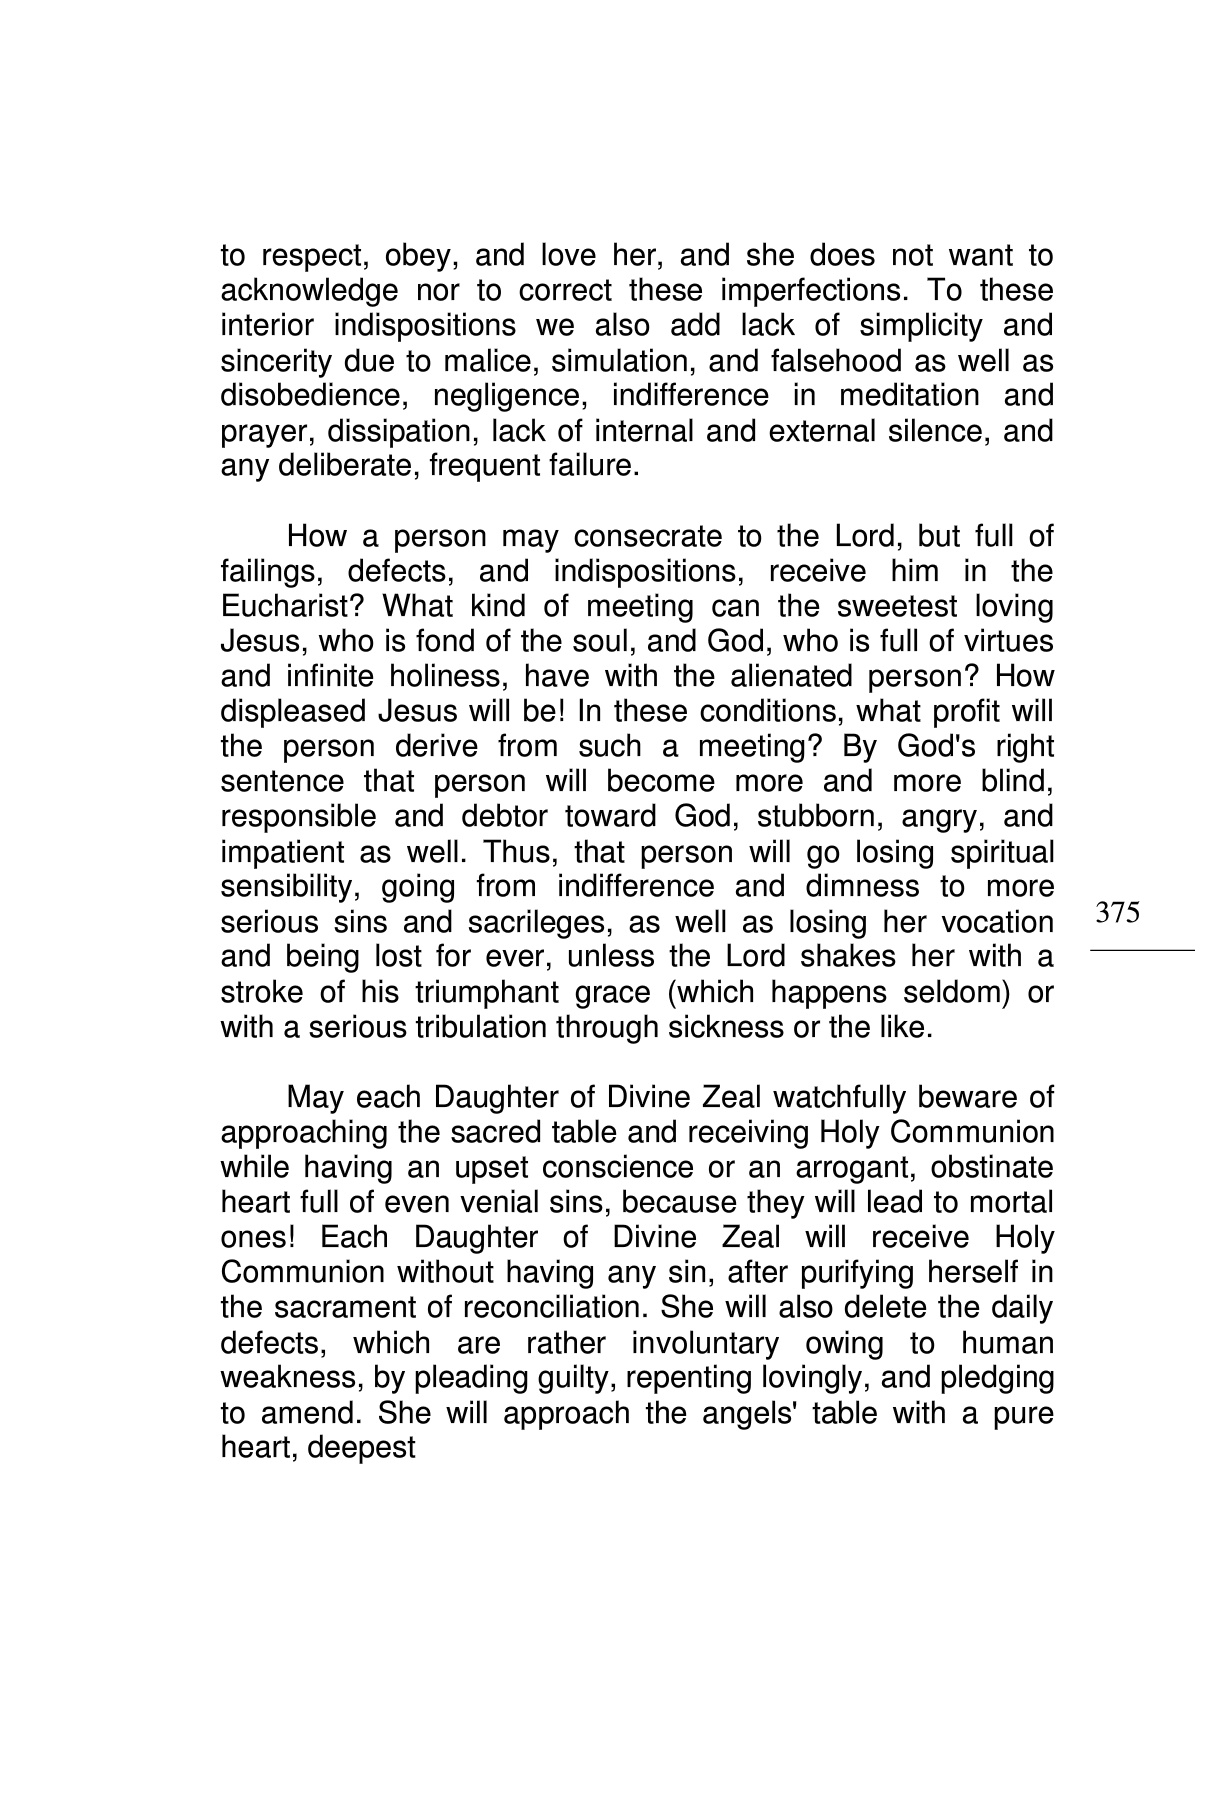 to respect, obey, and love her, and she does not want to
acknowledge nor to correct these imperfections. To these
interior indispositions we also add lack of simplicity and
sincerity due to malice, simulation, and falsehood as well as
disobedience, negligence, indifference in meditation and
prayer, dissipation, lack of internal and external silence, and
any deliberate, frequent failure.
How a person may consecrate to the Lord, but full of
failings, defects, and indispositions, receive him in the
Eucharist? What kind of meeting can the sweetest loving
Jesus, who is fond of the soul, and God, who is full of virtues
and infinite holiness, have with the alienated person? How
displeased Jesus will be! In these conditions, what profit will
the person derive from such a meeting? By God's right
sentence that person will become more and more blind,
responsible and debtor toward God, stubborn, angry, and
impatient as well. Thus, that person will go losing spiritual
sensibility, going from indifference and dimness to more
serious sins and sacrileges, as well as losing her vocation
and being lost for ever, unless the Lord shakes her with a
stroke of his triumphant grace (which happens seldom) or
with a serious tribulation through sickness or the like.
May each Daughter of Divine Zeal watchfully beware of
approaching the sacred table and receiving Holy Communion
while having an upset conscience or an arrogant, obstinate
heart full of even venial sins, because they will lead to mortal
ones! Each Daughter of Divine Zeal will receive Holy
Communion without having any sin, after purifying herself in
the sacrament of reconciliation. She will also delete the daily
defects, which are rather involuntary owing to human
weakness, by pleading guilty, repenting lovingly, and pledging
to amend. She will approach the angels' table with a pure
heart, deepest
375